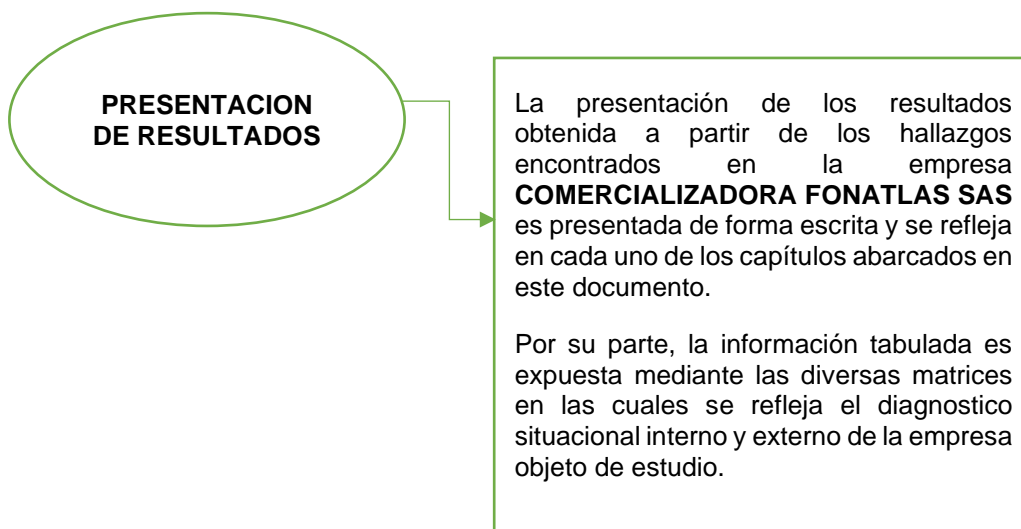 PRESENTACION
DE RESULTADOS
La presentación de los resultados
obtenida a partir de los hallazgos
encontrados en la empresa
COMERCIALIZADORA FONATLAS SAS
es presentada de forma escrita y se refleja
en cada uno de los capítulos abarcados en
este documento.
Por su parte, la información tabulada es
expuesta mediante las diversas matrices
en las cuales se refleja el diagnostico
situacional interno y externo de la empresa
objeto de estudio.